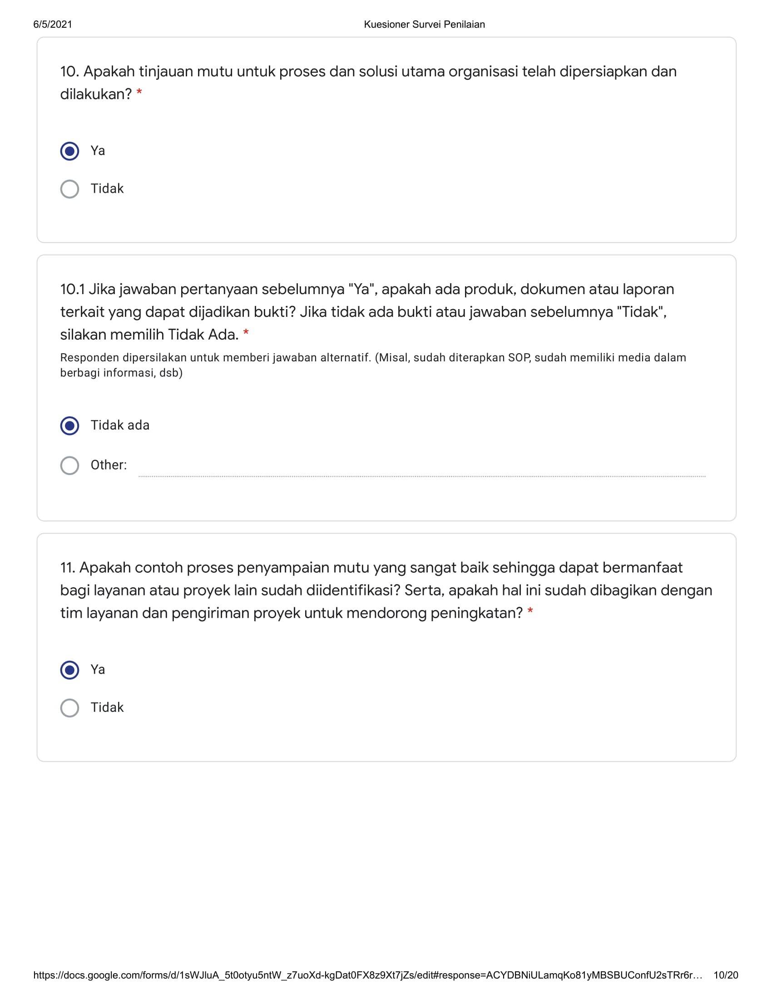 6/5/2021
Kuesioner Survei Penilaian
10. Apakah tinjauan mutu untuk proses dan solusi utama organisasi telah dipersiapkan dan
dilakukan? *
Ya
Tidak
10.1 Jika jawaban pertanyaan sebelumnya "Ya", apakah ada produk, dokumen atau laporan
terkait yang dapat dijadikan bukti? Jika tidak ada bukti atau jawaban sebelumnya "Tidak",
silakan memilih Tidak Ada. *
Responden dipersilakan untuk memberi jawaban alternatif. (Misal, sudah diterapkan SOP, sudah memiliki media dalam
berbagi informasi, dsb)
Tidak ada
Other:
11. Apakah contoh proses penyampaian mutu yang sangat baik sehingga dapat bermanfaat
bagi layanan atau proyek lain sudah diidentifikasi? Serta, apakah hal ini sudah dibagikan dengan
tim layanan dan pengiriman proyek untuk mendorong peningkatan? *
Ya
Tidak
https://docs.google.com/forms/d/1sWJluA_5t0otyu5ntW_z7uoXd-kgDat0FX8z9Xt7jZs/edit#response=ACYDBNiULamqKo81yMBSBUConfU2sTRr6r… 10/20